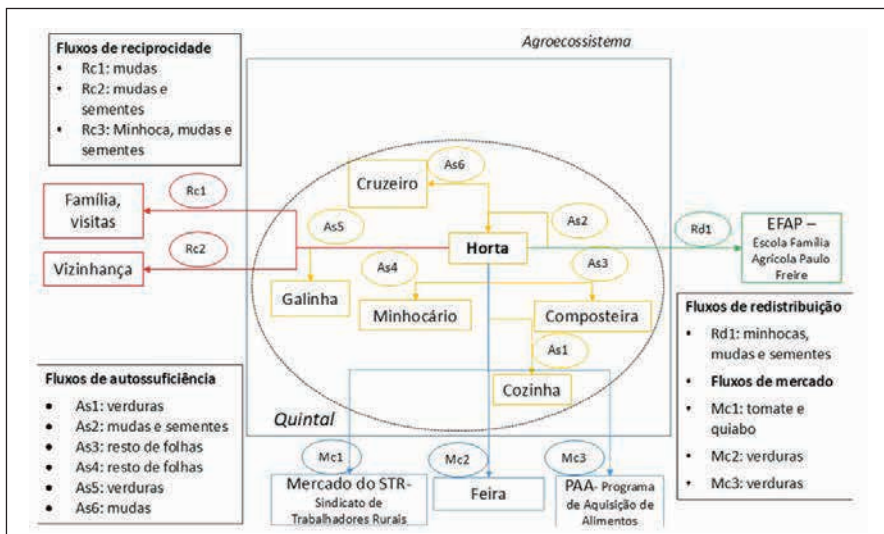 Agroecossistema
Fluxos de reciprocidade
• Rc1: mudas
• Rc2: mudas e
sementes
• Rc3: Minhoca, mudas e
sementes
Família,
visitas
Rc1
Vizinhança
Rc2
As6
Cruzeiro
As5
As2
Horta
As4
As3
Galinha
Minhocário
Composteira
As1
Cozinha
Quintal
Rd1
EFAP –
Escola Família
Agrícola Paulo
Freire
Fluxos de redistribuição
• Rd1: minhocas,
mudas e sementes
• Fluxos de mercado
• Mc1: tomate e
quiabo
• Mc2: verduras
• Mc3: verduras
Fluxos de autossuficiência
• As1: verduras
• As2: mudas e sementes
• As3: resto de folhas
• As4: resto de folhas
• As5: verduras
• As6: mudas
Mc1
Mc2
Mc3
Mercado do STR-
Sindicato de
Trabalhadores Rurais
Feira
PAA- Programa
de Aquisição de
Alimentos